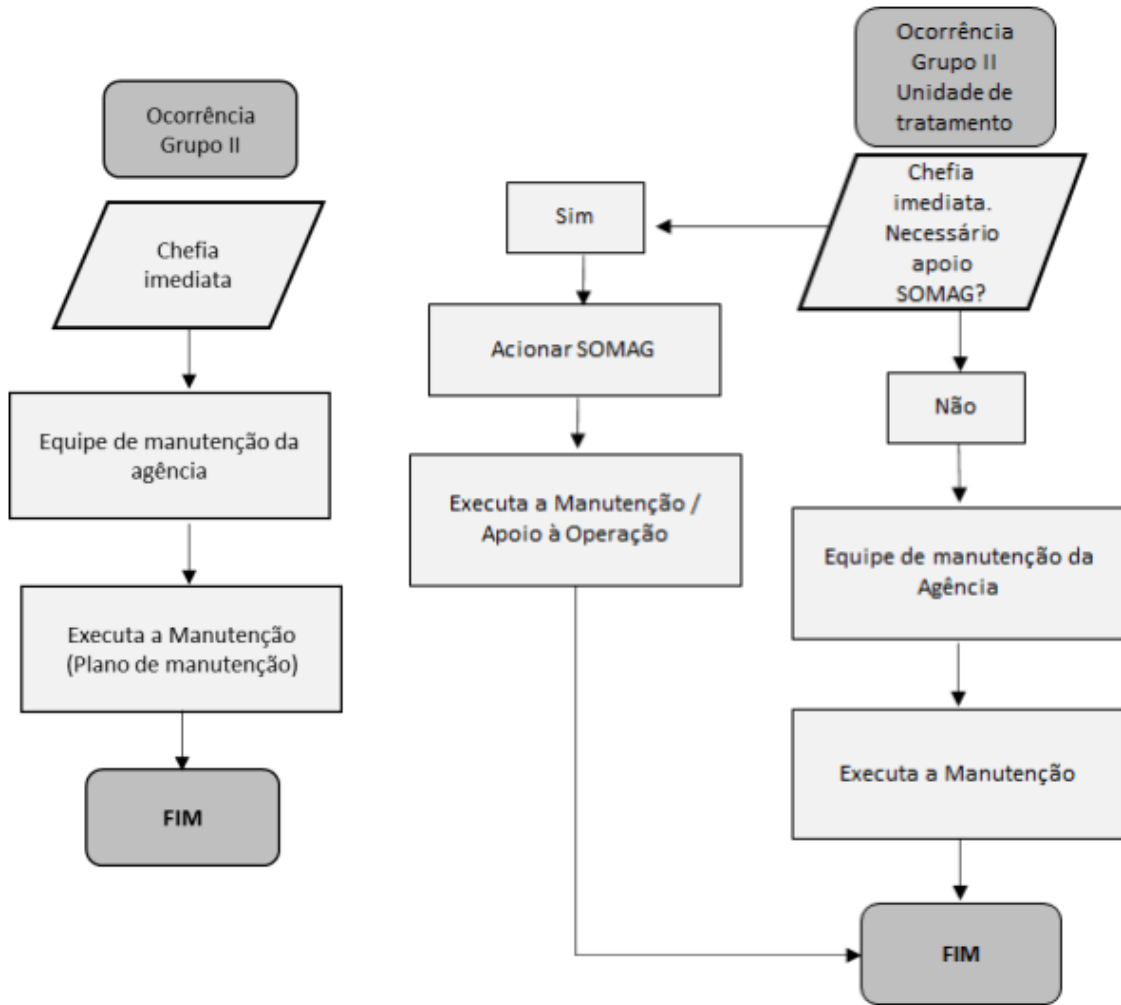 Ocorrência
Grupo II
Chefia
imediata
Equipe de manutenção da
agência
Executa a Manutenção
(Plano de manutenção)
FIM
Ocorrência
Grupo II
Unidade de
tratamento
Chefia
imediata.
Necessário
apoio
SOMAG?
Sim
Acionar SOMAG
Executa a Manutenção /
Apoio à Operação
Não
Equipe de manutenção da
Agência
Executa a Manutenção
FIM